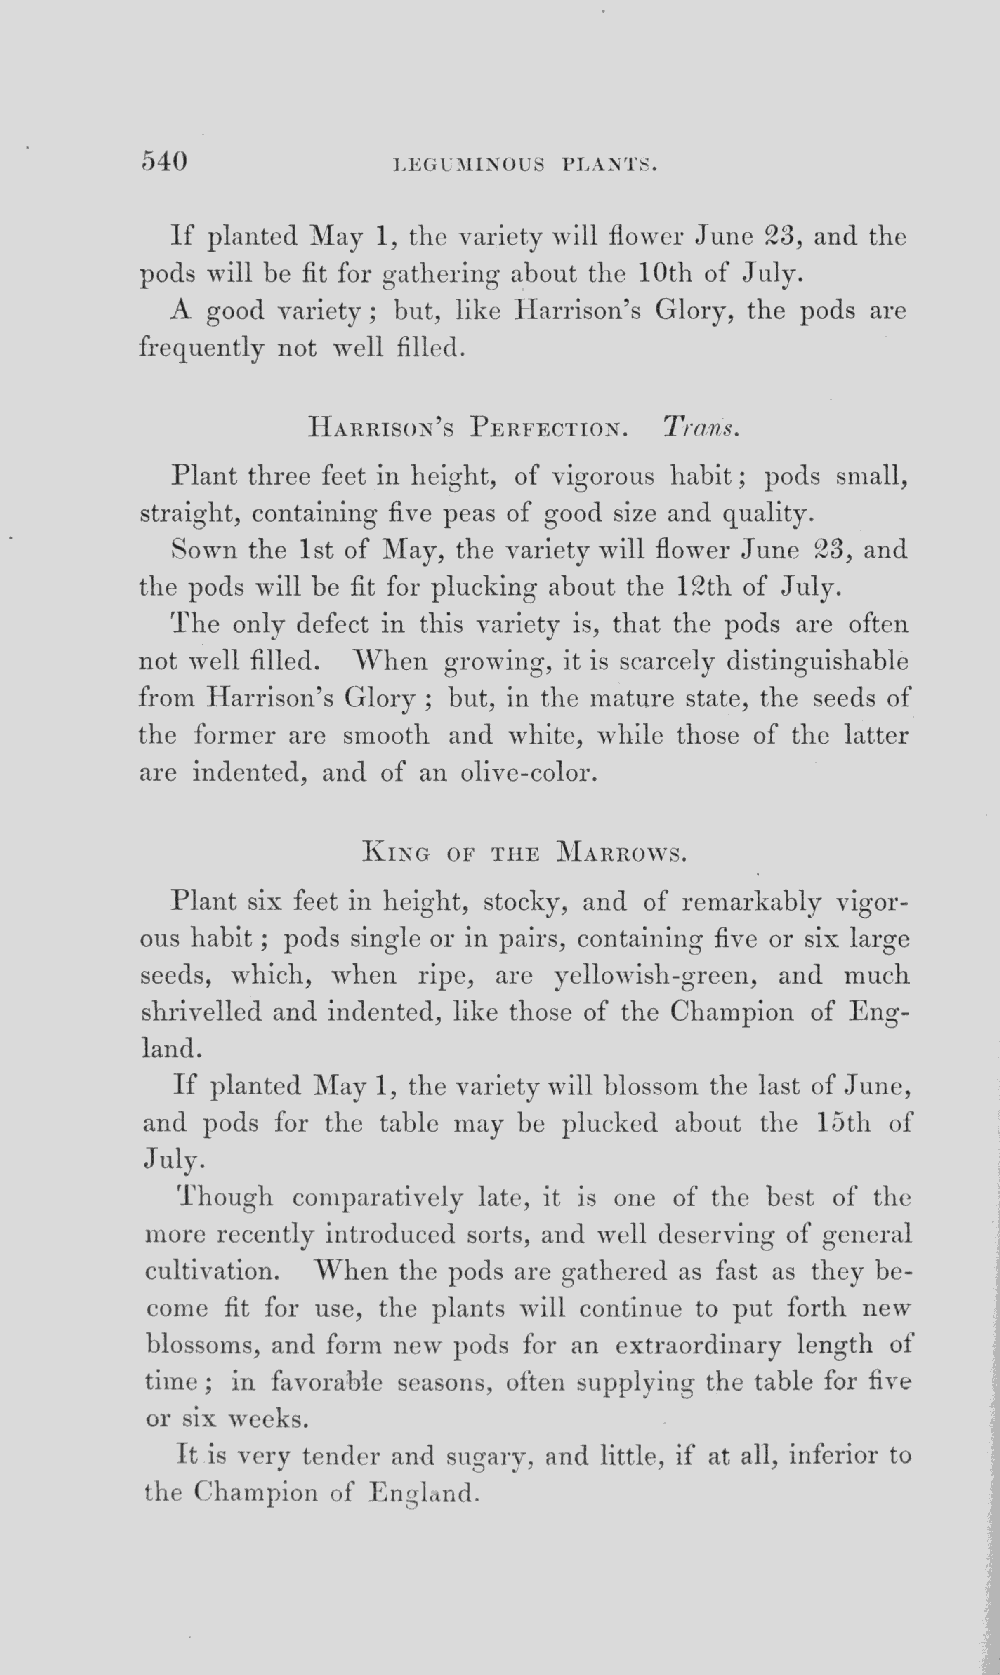 540 LEGUMINOUS PLANTS.
If planted May 1, the variety will flower June 23, and the
pods will be fit for gathering about the 10th of July.
A good variety; but, like Harrison's Glory, the pods are
frequently not well filled.
HARRISON'S PERFECTION. Trans.
Plant three feet in height, of vigorous habit; pods small,
straight, containing five peas of good size and quality.
Sown the 1st of May, the variety will flower June 23, and
the pods will be fit for plucking about the 12th of July.
The only defect in this variety is, that the pods are often
not well filled. When growing, it is scarcely distinguishable
from Harrison's Glory; but, in the mature state, the seeds of
the former are smooth and white, while those of the latter
are indented, and of an olive-color.
KING OF THE MARROWS.
Plant six feet in height, stocky, and of remarkably vigor-
ous habit; pods single or in pairs, containing five or six large
seeds, which, when ripe, are yellowish-green, and much
shrivelled and indented, like those of the Champion of Eng-
land.
If planted May 1, the variety will blossom the last of June,
and pods for the table may be plucked about the 15th of
July.
Though comparatively late, it is one of the best of the
more recently introduced sorts, and well deserving of general
cultivation. When the pods are gathered as fast as they be-
come fit for use, the plants will continue to put forth new
blossoms, and form new pods for an extraordinary length of
time; in favorable seasons, often supplying the table for five
or six weeks.
It is very tender and sugary, and little, if at all, inferior to
the Champion of England.